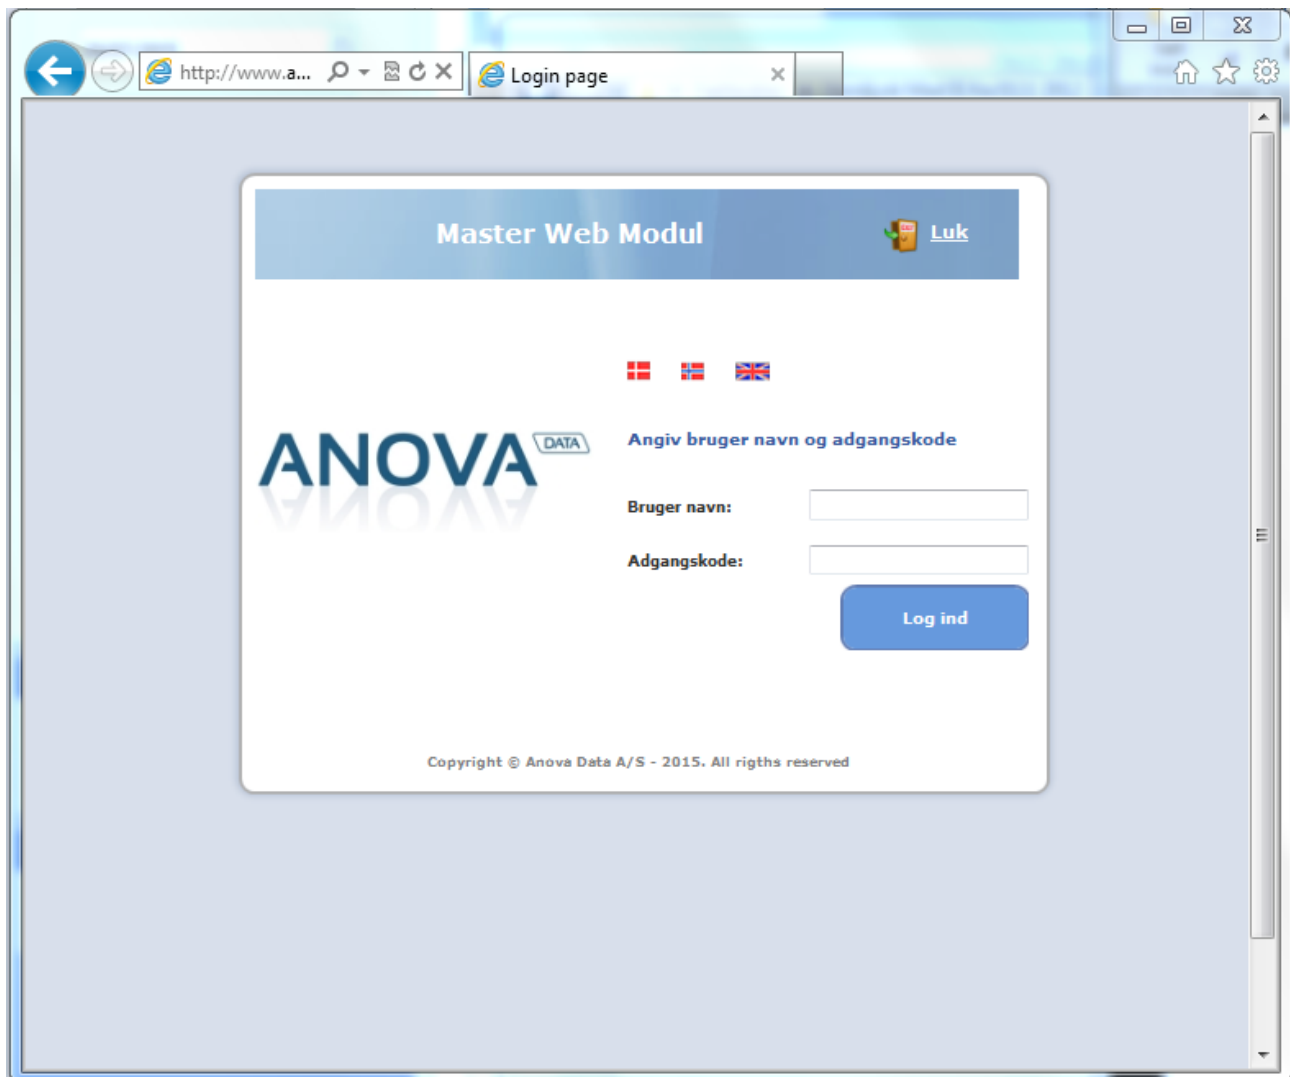 http://www.a...
Login page
Master Web Modul
Luk
ANOVA DATA
Angiv bruger navn og adgangskode
Bruger navn:
Adgangskode:
Log ind
Copyright © Anova Data A/S - 2015. All rigths reserved